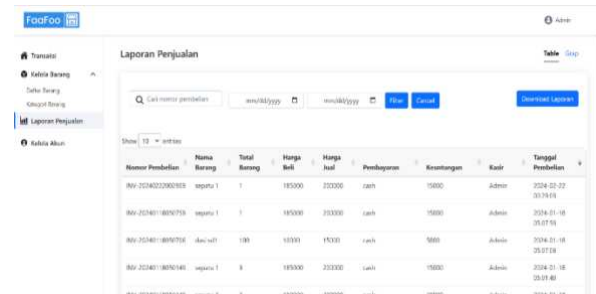 FaaFoo
Admin
Transaksi
Kelola Barang
Daftar Barang
Kategori Barang
Laporan Penjualan
Kelola Akun
Laporan Penjualan
Table Grap
Cari nomor pembelian
mm/dd/yyyy
mm/dd/yyyy
Filter
Cancel
Download Laporan
Show 10 entries
Nomor Pembelian Nama Barang Total Barang Harga Beli Harga Jual Pembayaran Keuntungan Kasir Tanggal Pembelian
sepatu 1 1 185000 200000 cash 15000 Admin 2024-02-22
sepatu 1 1 185000 200000 cash 15000 Admin 2024-01-18
100 10000 15000 cash 5000 Admin 2024-01-18
sepatu 1 185000 200000 cash 15000 Admin 2024-01-18